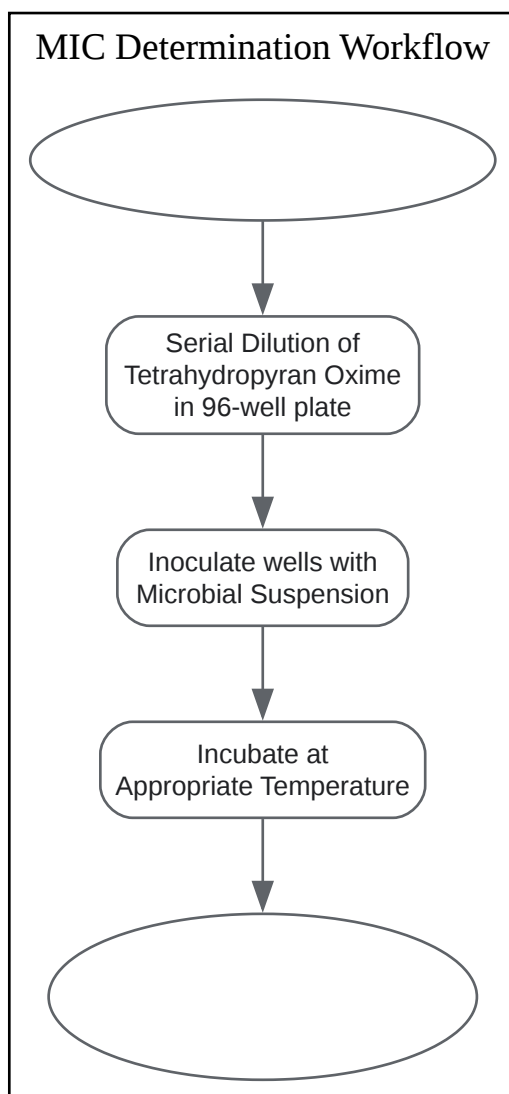 MIC Determination Workflow
Serial Dilution of
Tetrahydropyran Oxime
in 96-well plate
Inoculate wells with
Microbial Suspension
Incubate at
Appropriate Temperature